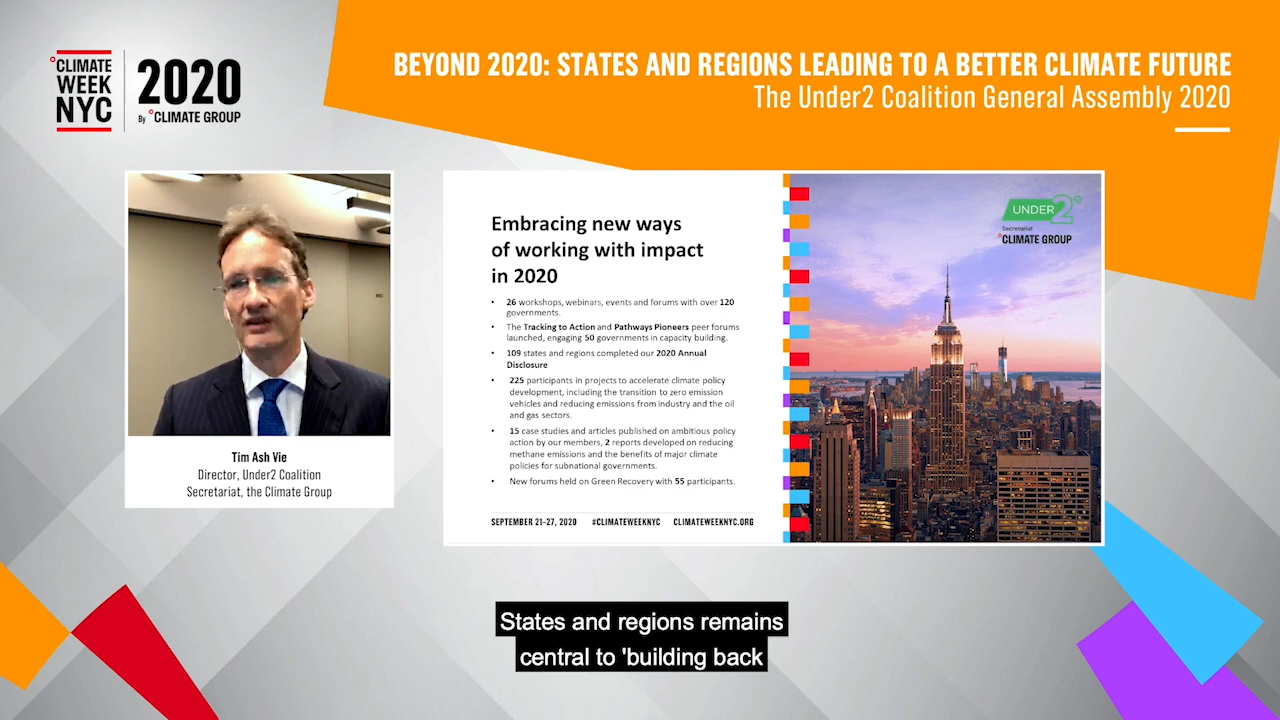 °CLIMATE
WEEK
NYC
2020
By °CLIMATE GROUP
BEYOND 2020: STATES AND REGIONS LEADING TO A BETTER CLIMATE FUTURE
The Under2 Coalition General Assembly 2020
Tim Ash Vie
Director, Under2 Coalition
Secretariat, the Climate Group
Embracing new ways
of working with impact
in 2020
• 26 workshops, webinars, events and forums with over 120
governments.
• The Tracking to Action and Pathways Pioneers peer forums
launched, engaging 50 governments in capacity building.
• 109 states and regions completed our 2020 Annual
Disclosure
• 225 participants in projects to accelerate climate policy
development, including the transition to zero emission
vehicles and reducing emissions from industry and the oil
and gas sectors.
• 15 case studies and articles published on ambitious policy
action by our members, 2 reports developed on reducing
methane emissions and the benefits of major climate
policies for subnational governments.
• New forums held on Green Recovery with 55 participants.
SEPTEMBER 21-27, 2020 #CLIMATEWEEKNYC CLIMATEWEEKNYC.ORG
UNDER2°
Secretariat
°CLIMATE GROUP
States and regions remains
central to 'building back